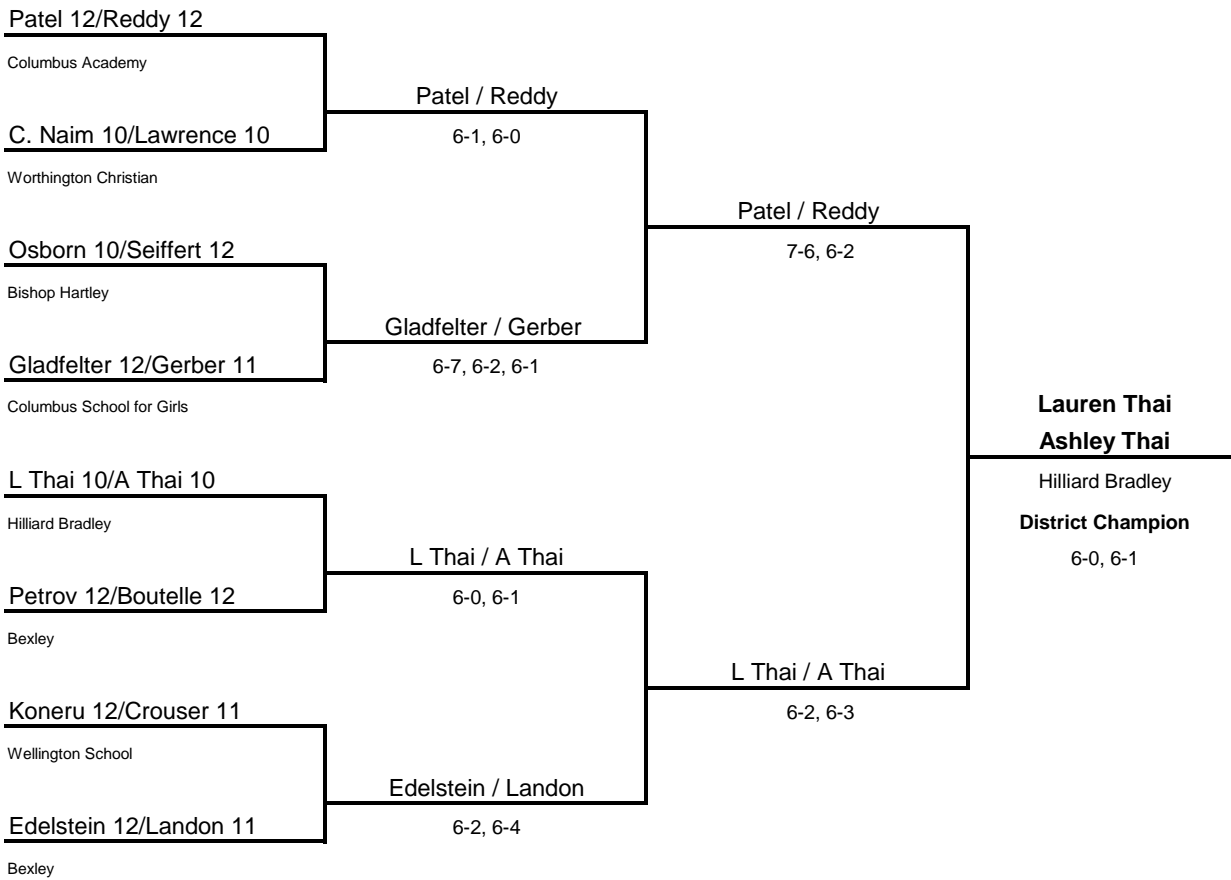 Patel 12/Reddy 12
Columbus Academy
Patel / Reddy
C. Naim 10/Lawrence 10
6-1, 6-0
Worthington Christian
Patel / Reddy
Osborn 10/Seiffert 12
7-6, 6-2
Bishop Hartley
Gladfelter / Gerber
Gladfelter 12/Gerber 11
6-7, 6-2, 6-1
Columbus School for Girls
Lauren Thai
Ashley Thai
L Thai 10/A Thai 10
Hilliard Bradley
Hilliard Bradley
District Champion
L Thai / A Thai
6-0, 6-1
Petrov 12/Boutelle 12
6-0, 6-1
Bexley
L Thai / A Thai
Koneru 12/Crouser 11
6-2, 6-3
Wellington School
Edelstein / Landon
Edelstein 12/Landon 11
6-2, 6-4
Bexley